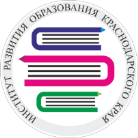 ИНСТИТУТ РАЗВИТИЯ ОБРАЗОВАНИЯ КРАСНОДАРСКОГО КРАЯ